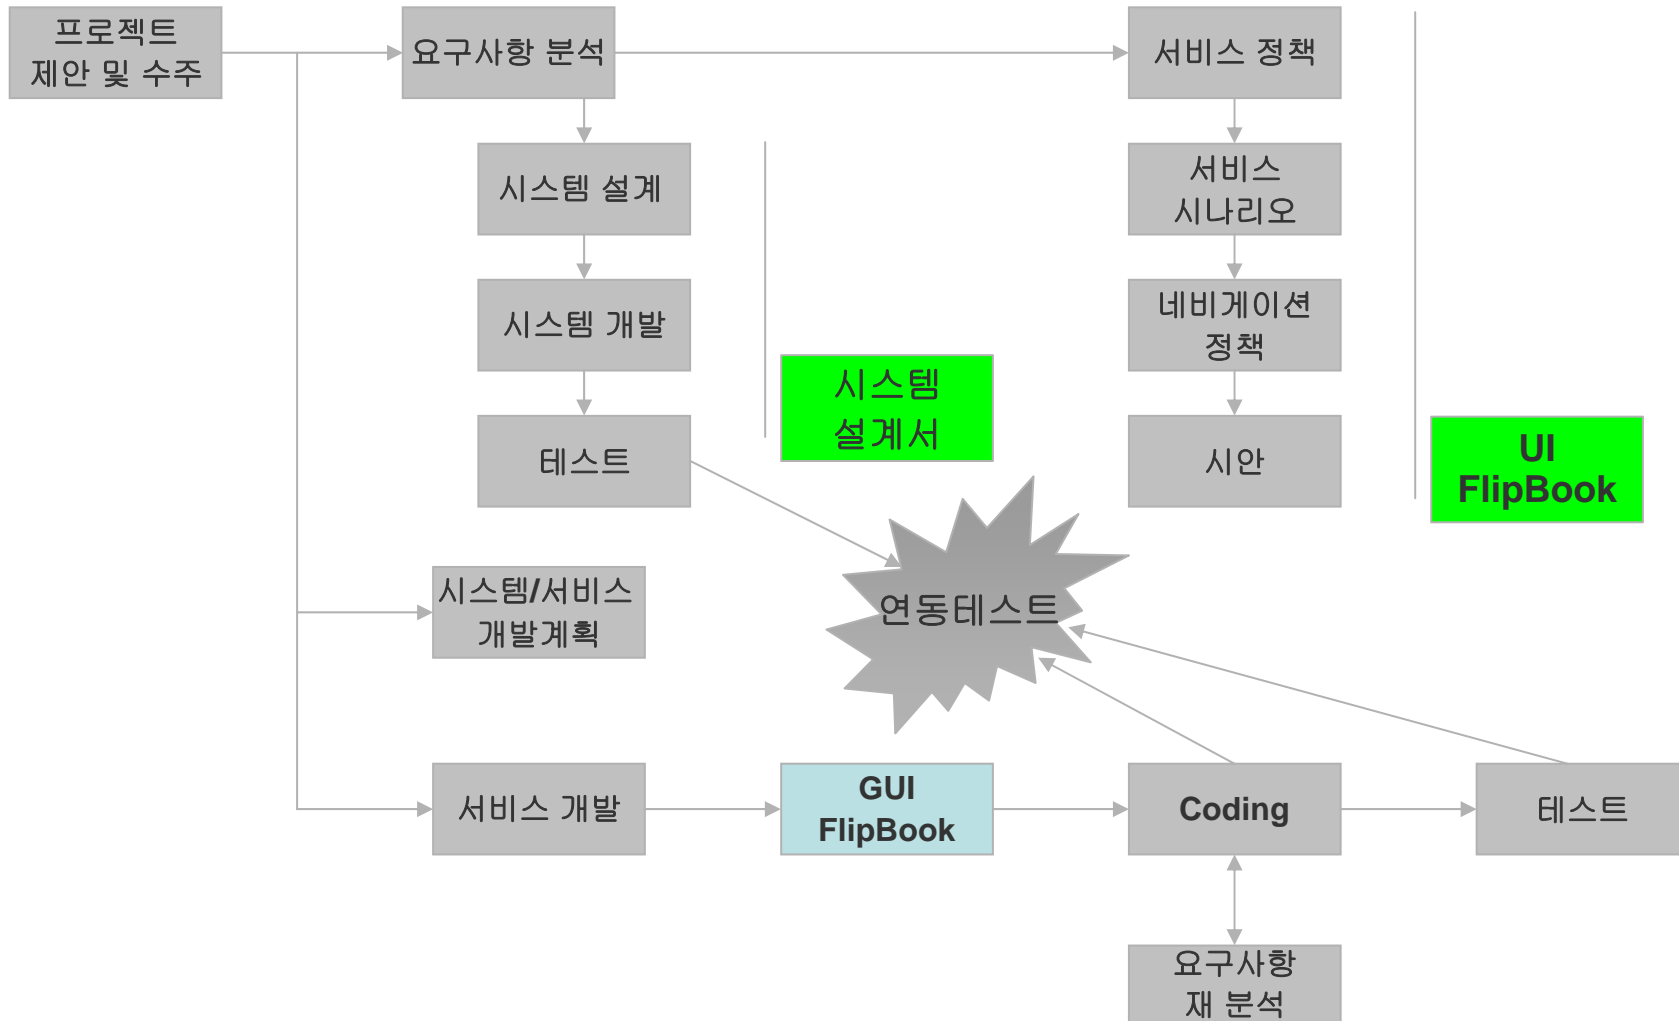 프로젝트
제안 및 수주
요구사항 분석
서비스 정책
시스템 설계
서비스
시나리오
시스템 개발
네비게이션
정책
시스템
설계서
테스트
시안
UI
FlipBook
연동테스트
시스템/서비스
개발계획
서비스 개발
GUI
FlipBook
Coding
테스트
요구사항
재 분석